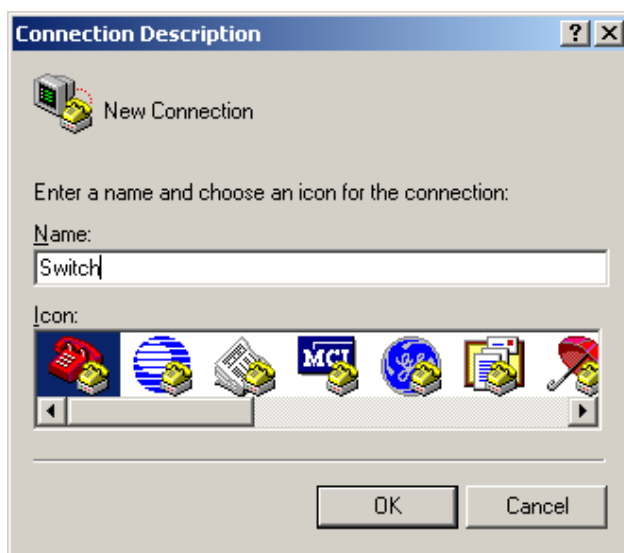 Connection Description
New Connection
Enter a name and choose an icon for the connection:
Name:
Switch
Icon:
MCI
OK
Cancel